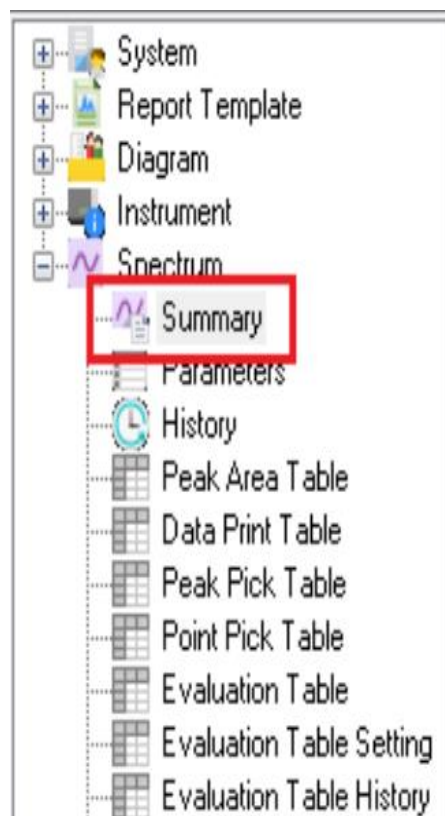 System
Report Template
Diagram
Instrument
Spectrum
Summary
Parameters
History
Peak Area Table
Data Print Table
Peak Pick Table
Point Pick Table
Evaluation Table
Evaluation Table Setting
Evaluation Table History